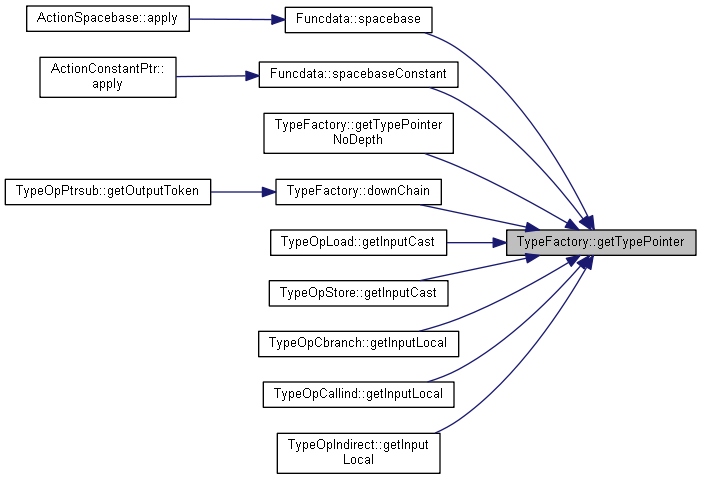 ActionSpacebase::apply
Funcdata::spacebase
ActionConstantPtr::
apply
Funcdata::spacebaseConstant
TypeFactory::getTypePointer
NoDepth
TypeOpPtrsub::getOutputToken
TypeFactory::downChain
TypeFactory::getTypePointer
TypeOpLoad::getInputCast
TypeOpStore::getInputCast
TypeOpCbranch::getInputLocal
TypeOpCallind::getInputLocal
TypeOpIndirect::getInput
Local